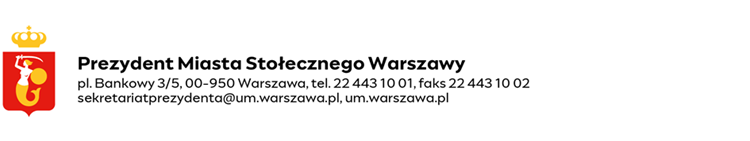 Prezydent Miasta Stołecznego Warszawy
pl. Bankowy 3/5, 00-950 Warszawa, tel. 22 443 10 01, faks 22 443 10 02
sekretariatprezydenta@um.warszawa.pl, um.warszawa.pl